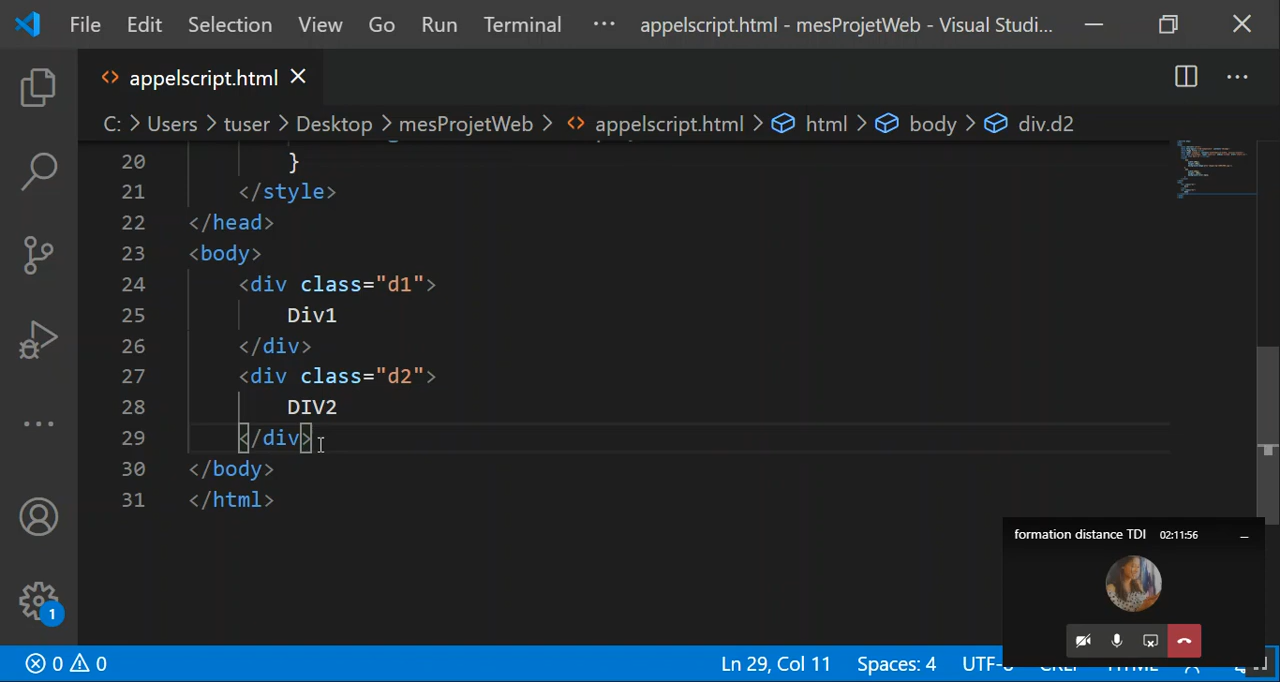 File Edit Selection View Go Run Terminal ··· appelscript.html - mesProjetWeb - Visual Studi...
<> appelscript.html ×
C: > Users > tuser > Desktop > mesProjetWeb > <> appelscript.html > html > body > div.d2
20 }
21 </style>
22 </head>
23 <body>
24 <div class="d1">
25 Div1
26 </div>
27 <div class="d2">
28 DIV2
29 </div>
30 </body>
31 </html>
formation distance TDI 02:11:56
1
0 0 Ln 29, Col 11 Spaces: 4